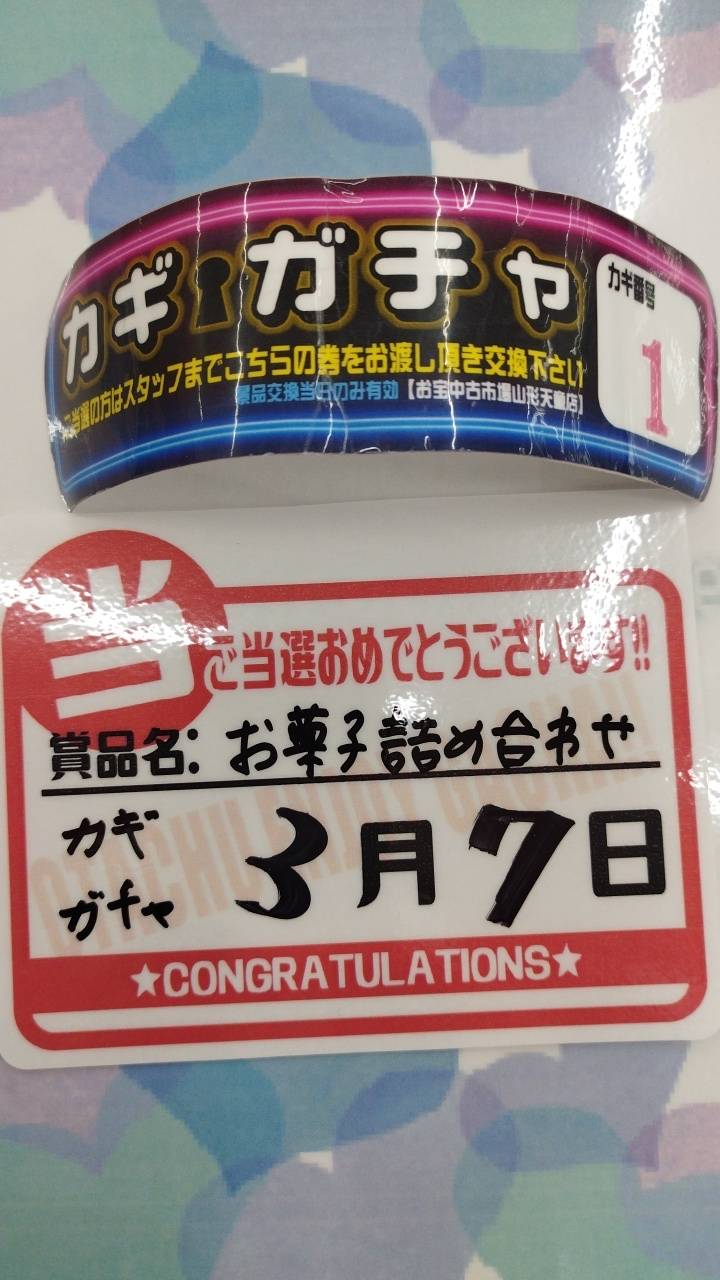 カギガチャ
カギ番号
1
ご当選の方はスタッフまでこちらの券をお渡し頂き交換下さい
景品交換当日のみ有効【お宝中古市場山形天童店】
当
ご当選おめでとうございます!!
賞品名:お菓子詰め合わせ
カギ
ガチャ
3月7日
★CONGRATULATIONS★